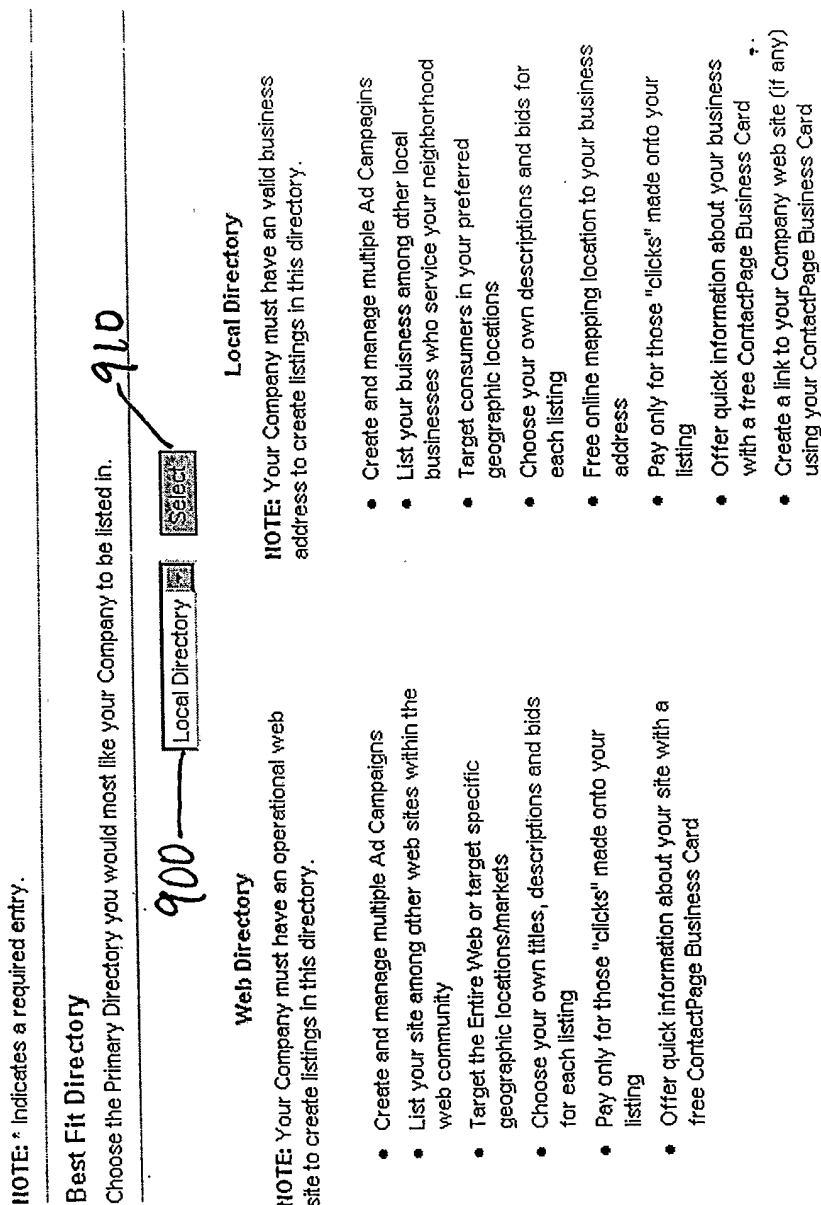 NOTE: * Indicates a required entry.
Best Fit Directory
Choose the Primary Directory you would most like your Company to be listed in.
900
Local Directory
Select
910
Web Directory
NOTE: Your Company must have an operational web
site to create listings in this directory.
• Create and manage multiple Ad Campaigns
• List your site among other web sites within the
web community
• Target the Entire Web or target specific
geographic locations/markets
• Choose your own titles, descriptions and bids
for each listing
• Pay only for those "clicks" made onto your
listing
• Offer quick information about your site with a
free ContactPage Business Card
Local Directory
NOTE: Your Company must have an valid business
address to create listings in this directory.
• Create and manage multiple Ad Campagins
• List your buisness among other local
businesses who service your neighborhood
• Target consumers in your preferred
geographic locations
• Choose your own descriptions and bids for
each listing
• Free online mapping location to your business
address
• Pay only for those "clicks" made onto your
listing
• Offer quick information about your business
with a free ContactPage Business Card
• Create a link to your Company web site (if any)
using your ContactPage Business Card